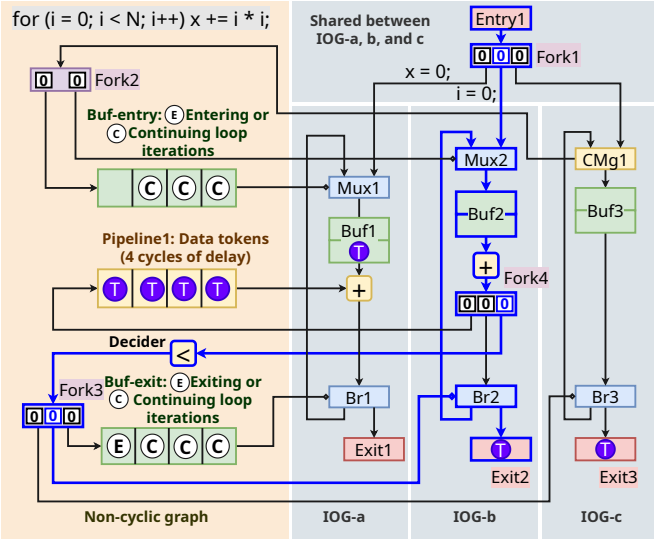 for (i = 0; i < N; i++) x += i * i;
Shared between
IOG-a, b, and c
Entry1
0 0 0
Fork1
x = 0;
i = 0;
0 0
Fork2
Buf-entry: E Entering or
C Continuing loop
iterations
C C C
Mux1
Mux2
CMg1
Buf1
T
Buf2
Buf3
Pipeline1: Data tokens
(4 cycles of delay)
T T T T
+
+
Fork4
0 0 0
Decider
<
Fork3
0 0 0
Buf-exit: E Exiting or
C Continuing loop
iterations
E C C C
Br1
Br2
Br3
Exit1
T
Exit2
T
Exit3
Non-cyclic graph
IOG-a
IOG-b
IOG-c